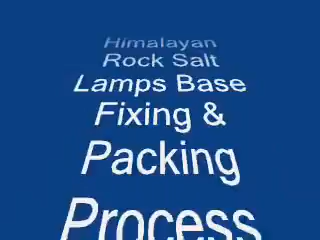 Himalayan
Rock Salt
Lamps Base
Fixing &
Packing
Process